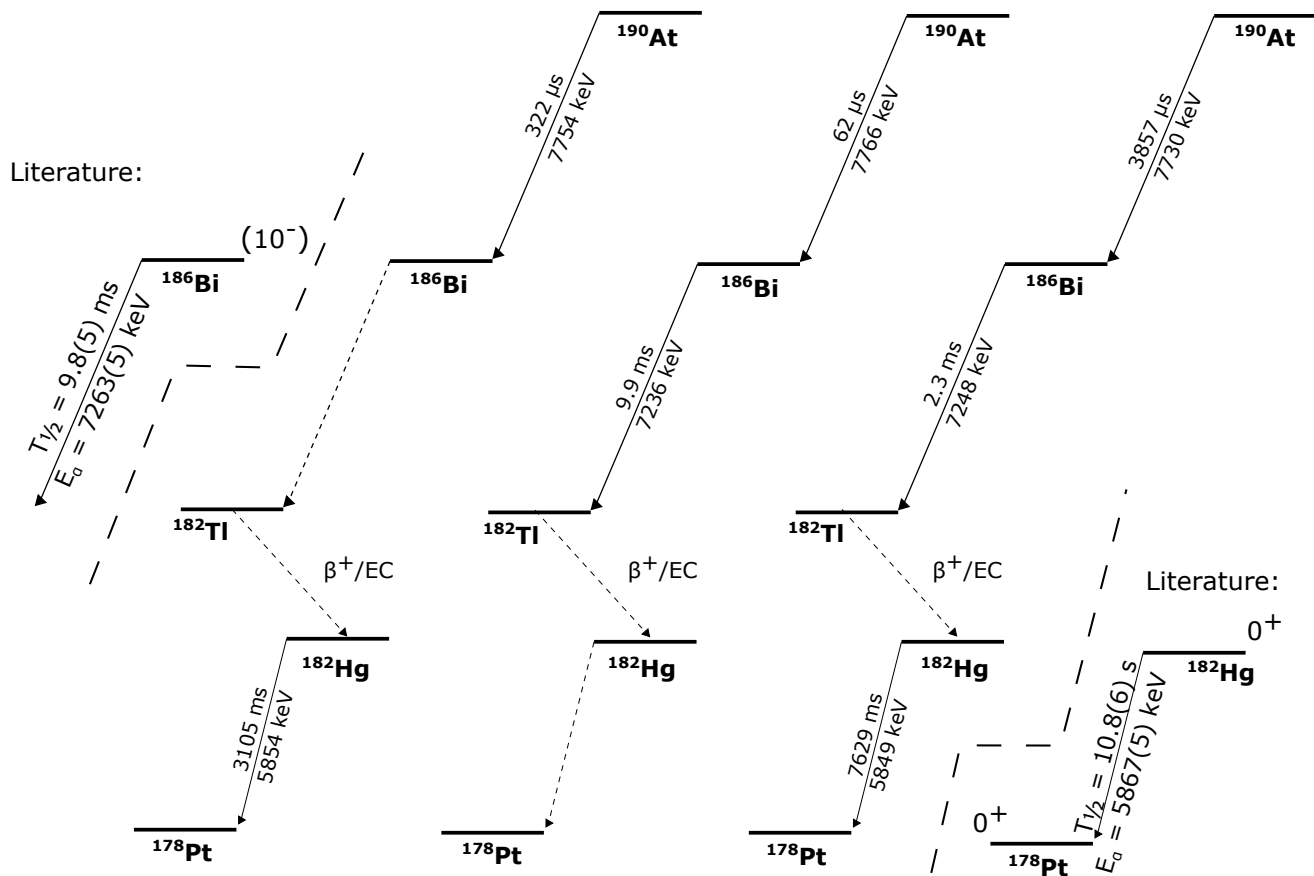 ¹⁹⁰At
¹⁹⁰At
¹⁹⁰At
322 µs
7754 keV
62 µs
7766 keV
3857 µs
7730 keV
Literature:
(10⁻)
¹⁸⁶Bi
¹⁸⁶Bi
¹⁸⁶Bi
¹⁸⁶Bi
T½ = 9.8(5) ms
Eα = 7263(5) keV
9.9 ms
7236 keV
2.3 ms
7248 keV
¹⁸²Tl
¹⁸²Tl
¹⁸²Tl
β⁺/EC
β⁺/EC
β⁺/EC
Literature:
0⁺
¹⁸²Hg
¹⁸²Hg
¹⁸²Hg
¹⁸²Hg
3105 ms
5854 keV
7629 ms
5849 keV
T½ = 10.8(6) s
Eα = 5867(5) keV
0⁺
¹⁷⁸Pt
¹⁷⁸Pt
¹⁷⁸Pt
¹⁷⁸Pt